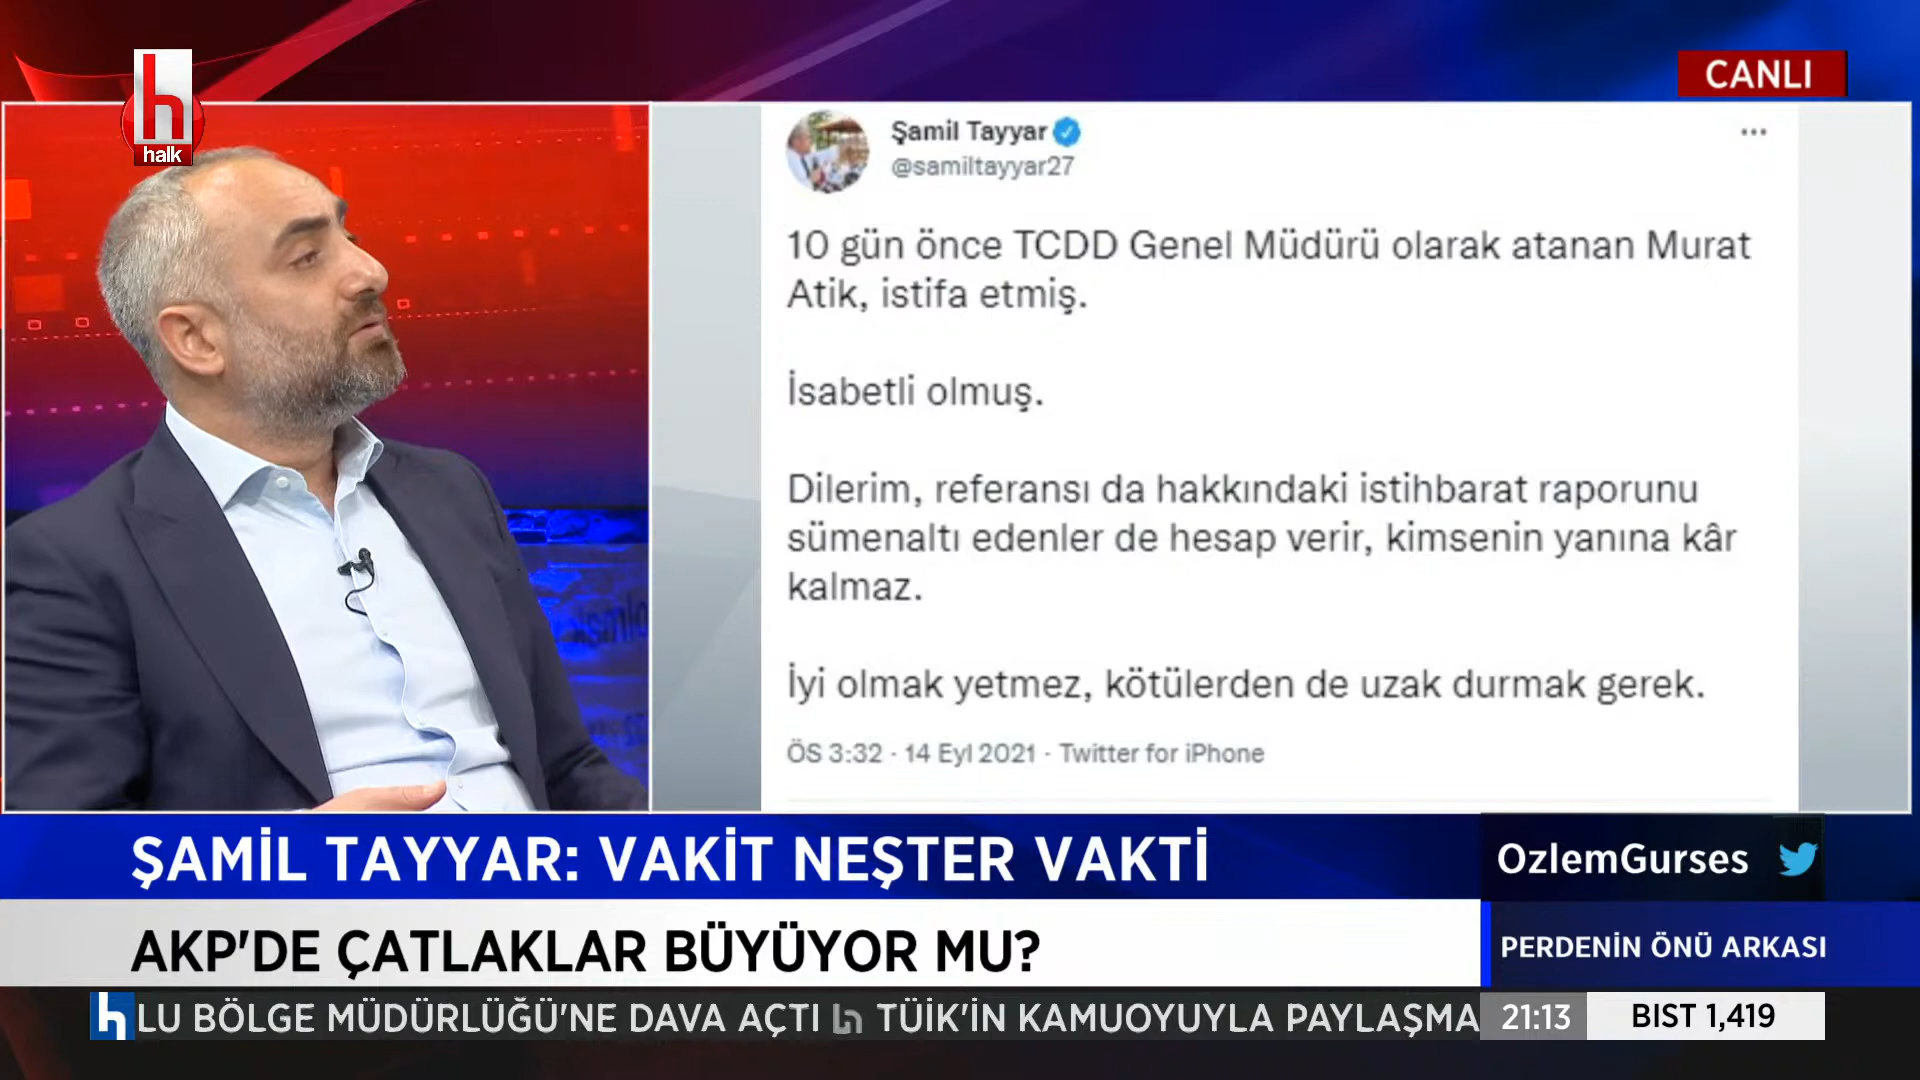 h
halk
CANLI
Şamil Tayyar
@samiltayyar27
10 gün önce TCDD Genel Müdürü olarak atanan Murat
Atik, istifa etmiş.
İsabetli olmuş.
Dilerim, referansı da hakkındaki istihbarat raporunu
sümenaltı edenler de hesap verir, kimsenin yanına kâr
kalmaz.
İyi olmak yetmez, kötülerden de uzak durmak gerek.
ÖS 3:32 · 14 Eyl 2021 · Twitter for iPhone
ŞAMİL TAYYAR: VAKİT NEŞTER VAKTİ
OzlemGurses
AKP'DE ÇATLAKLAR BÜYÜYOR MU?
PERDENİN ÖNÜ ARKASI
h LU BÖLGE MÜDÜRLÜĞÜ'NE DAVA AÇTI h TÜİK'İN KAMUOYUYLA PAYLAŞMA 21:13 BIST 1,419